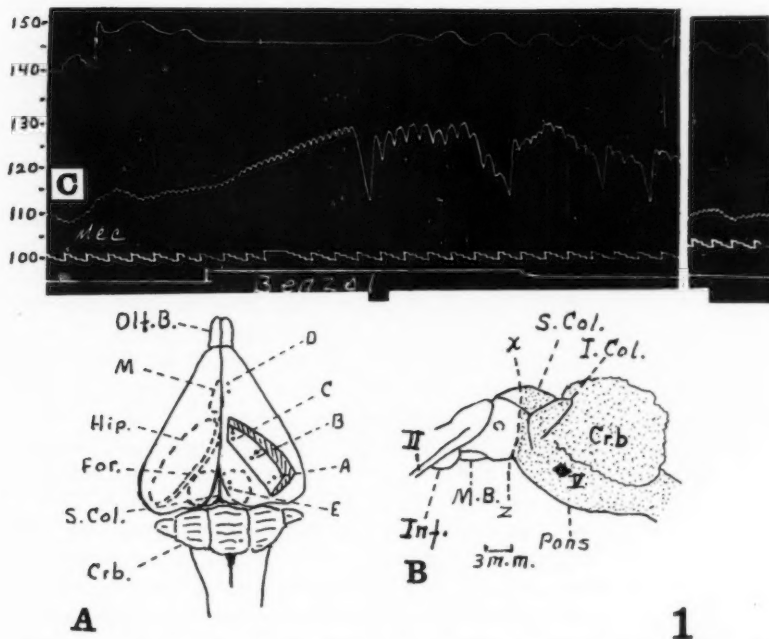 150
140
130
120
110
100
C
Mec
Benzol
Olf.B.
M
Hip.
For.
S.Col.
Crb.
D
C
B
A
E
A
S.Col.
I.Col.
x
C
Crb
II
V
M.B.
Z
Inf.
Pons
3 m.m.
B
1